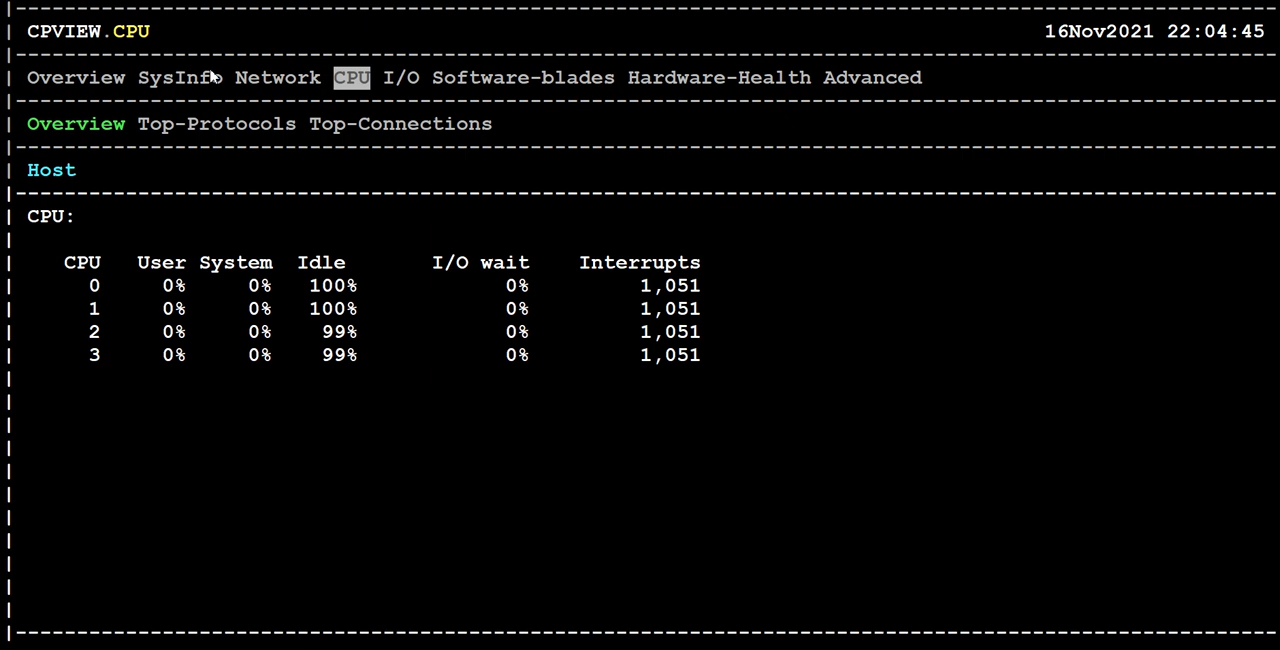 CPVIEW.CPU 16Nov2021 22:04:45
Overview SysInfo Network CPU I/O Software-blades Hardware-Health Advanced
Overview Top-Protocols Top-Connections
Host
CPU:
CPU User System Idle I/O wait Interrupts
0 0% 0% 100% 0% 1,051
1 0% 0% 100% 0% 1,051
2 0% 0% 99% 0% 1,051
3 0% 0% 99% 0% 1,051